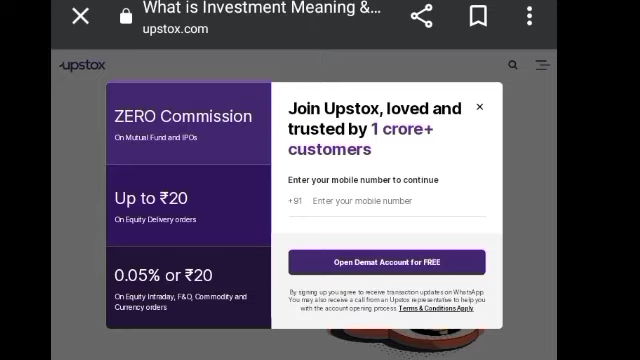 What is Investment Meaning &...
upstox.com
upstox
ZERO Commission
On Mutual Fund and IPOs
Up to ₹20
On Equity Delivery orders
0.05% or ₹20
On Equity Intraday, F&O, Commodity and
Currency orders
Join Upstox, loved and
trusted by 1 crore+
customers
Enter your mobile number to continue
+91 Enter your mobile number
Open Demat Account for FREE
By signing up you agree to receive transaction updates on WhatsApp.
You may also receive a call from an Upstox representative to help you
with the account opening process. Terms & Conditions Apply.